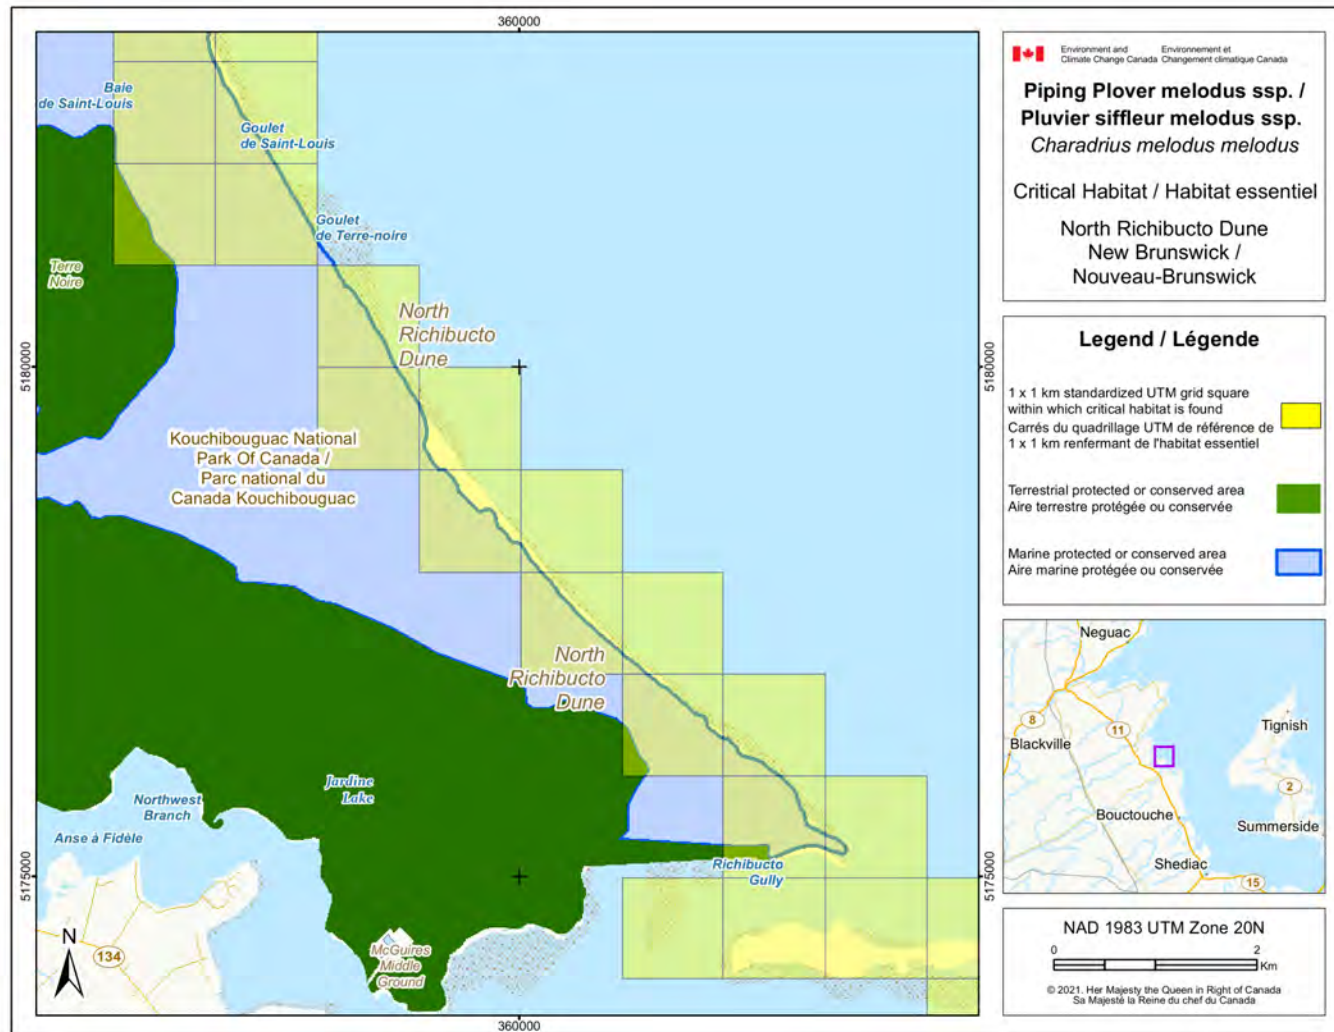 360000
Baie
de Saint-Louis
Goulet
de Saint-Louis
Goulet
de Terre-noire
Terre
Noire
North
Richibucto
Dune
5180000
5180000
Kouchibouguac National
Park Of Canada /
Parc national du
Canada Kouchibouguac
North
Richibucto
Dune
Jardine
Lake
Northwest
Branch
Anse à Fidèle
Richibucto
Gully
5175000
5175000
McGuires
Middle
Ground
N
134
360000
Environment and
Climate Change Canada
Environnement et
Changement climatique Canada
Piping Plover melodus ssp. /
Pluvier siffleur melodus ssp.
Charadrius melodus melodus
Critical Habitat / Habitat essentiel
North Richibucto Dune
New Brunswick /
Nouveau-Brunswick
Legend / Légende
1 x 1 km standardized UTM grid square
within which critical habitat is found
Carrés du quadrillage UTM de référence de
1 x 1 km renfermant de l'habitat essentiel
Terrestrial protected or conserved area
Aire terrestre protégée ou conservée
Marine protected or conserved area
Aire marine protégée ou conservée
Neguac
8
11
Tignish
Blackville
2
Bouctouche
Summerside
Shediac
15
NAD 1983 UTM Zone 20N
0 2
Km
© 2021. Her Majesty the Queen in Right of Canada
Sa Majesté la Reine du chef du Canada